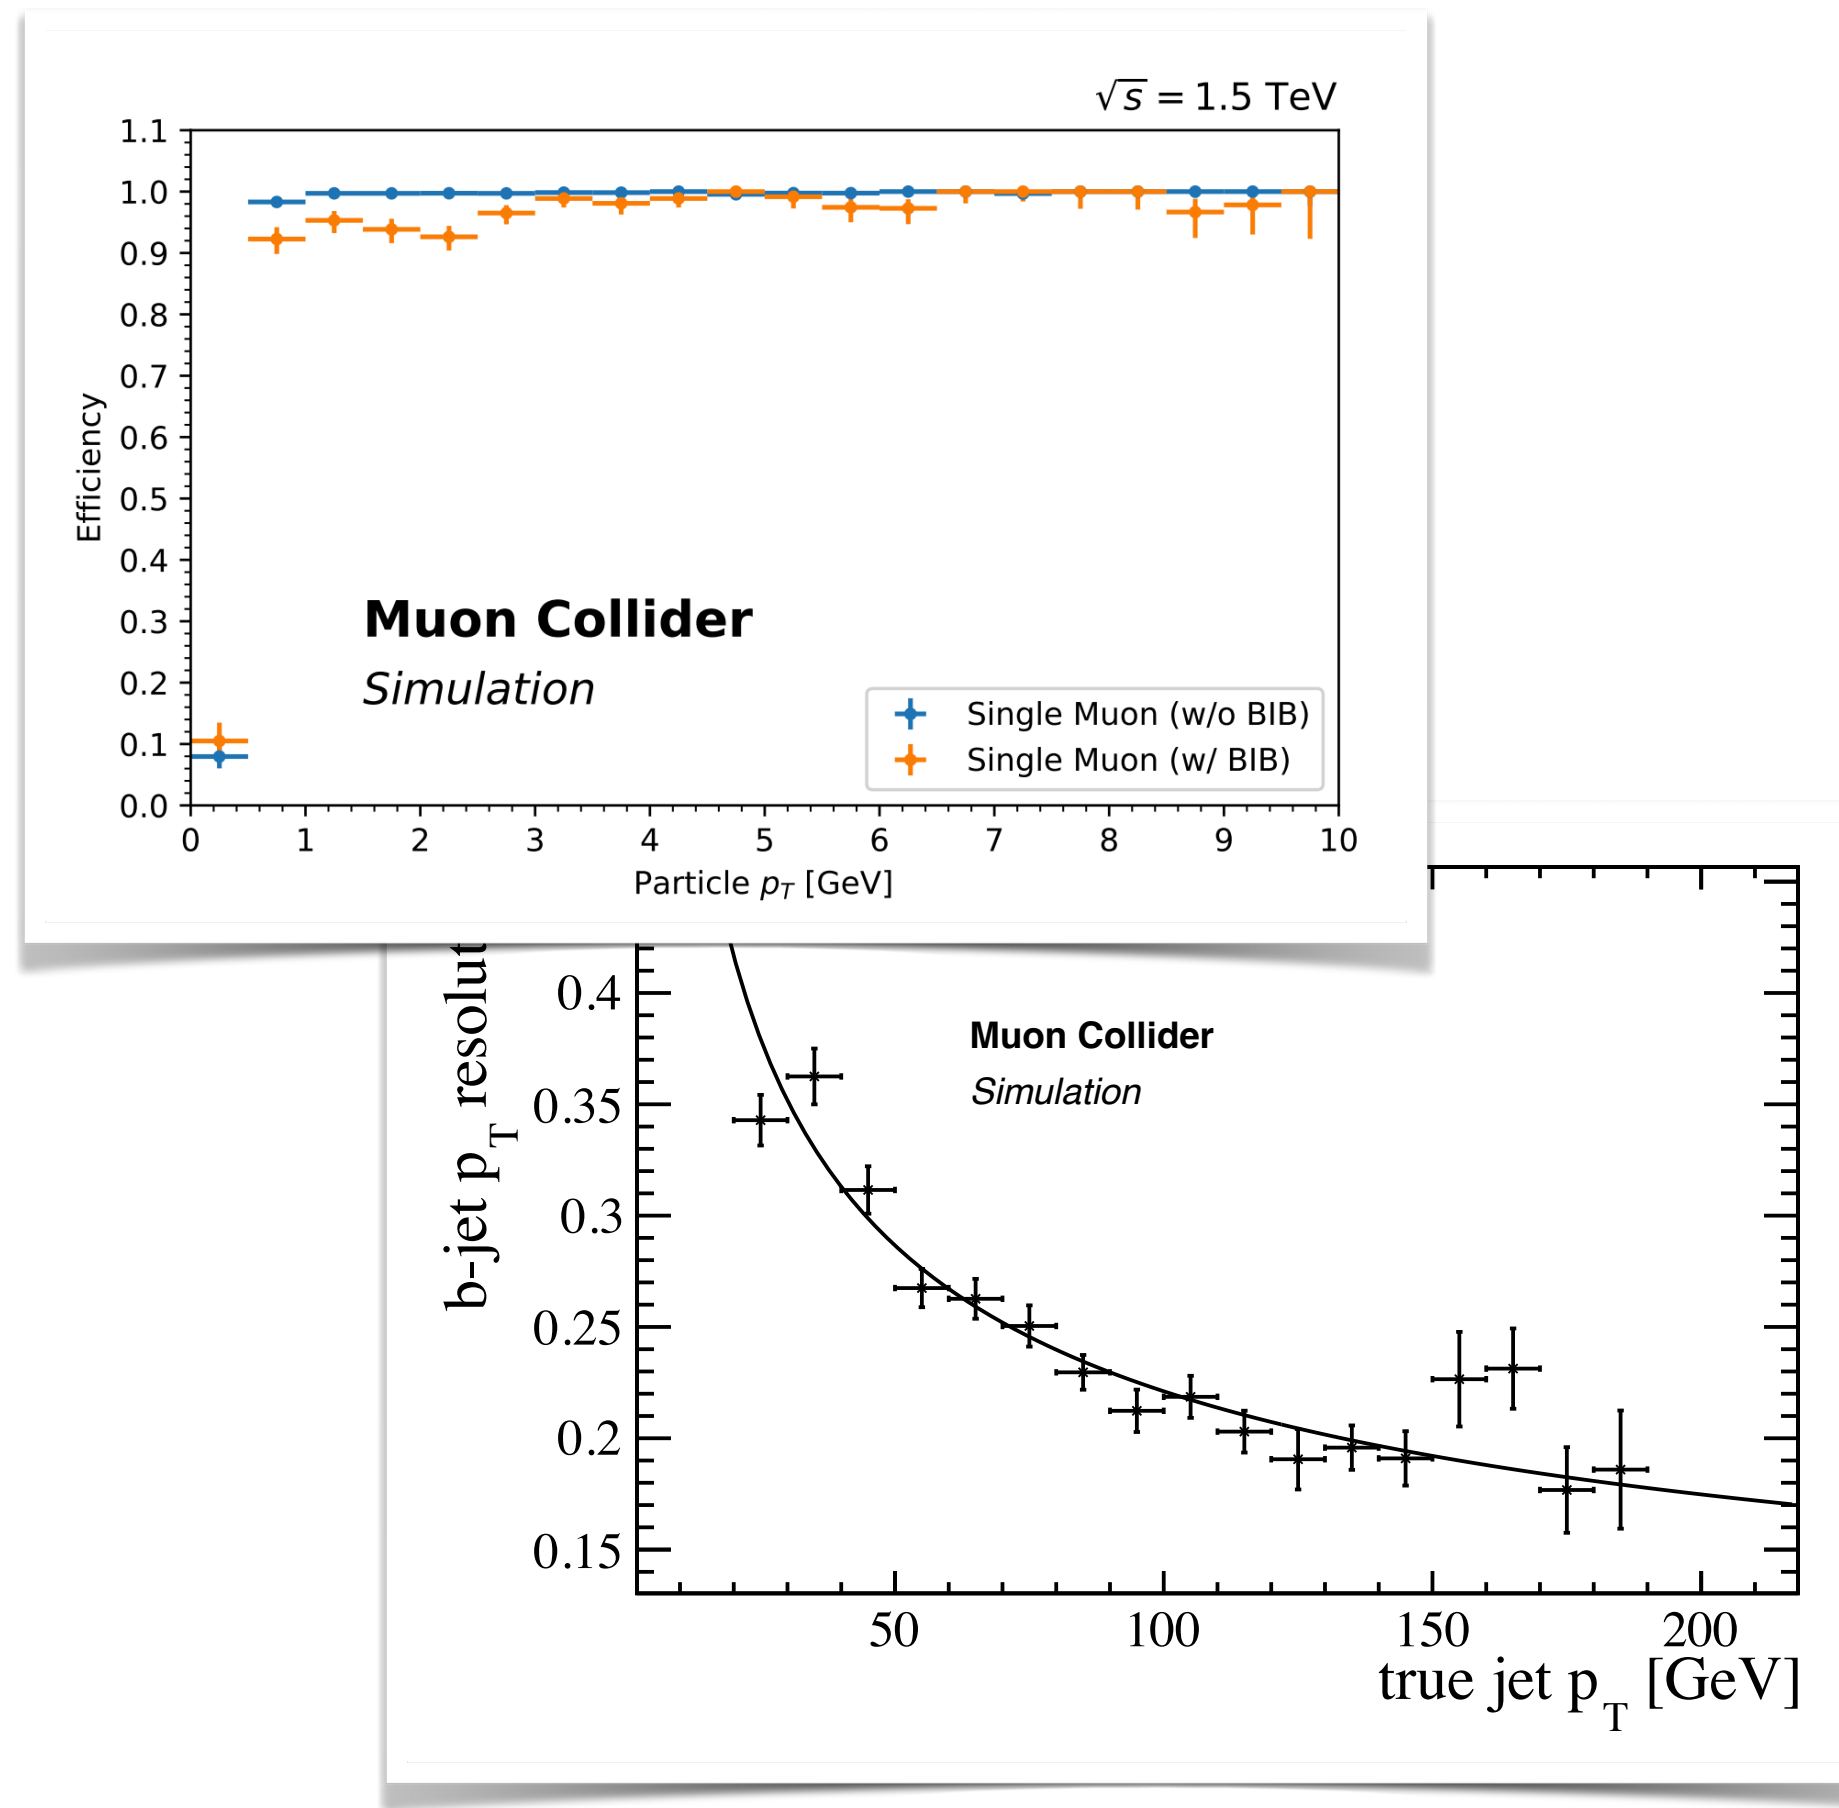 √s = 1.5 TeV
1.1
1.0
0.9
0.8
0.7
0.6
0.5
0.4
0.3
0.2
0.1
0.0
Efficiency
Muon Collider
Simulation
Single Muon (w/o BIB)
Single Muon (w/ BIB)
0 1 2 3 4 5 6 7 8 9 10
Particle p_T [GeV]
b-jet p_T resolut
0.4
0.35
0.3
0.25
0.2
0.15
Muon Collider
Simulation
50 100 150 200
true jet p_T [GeV]